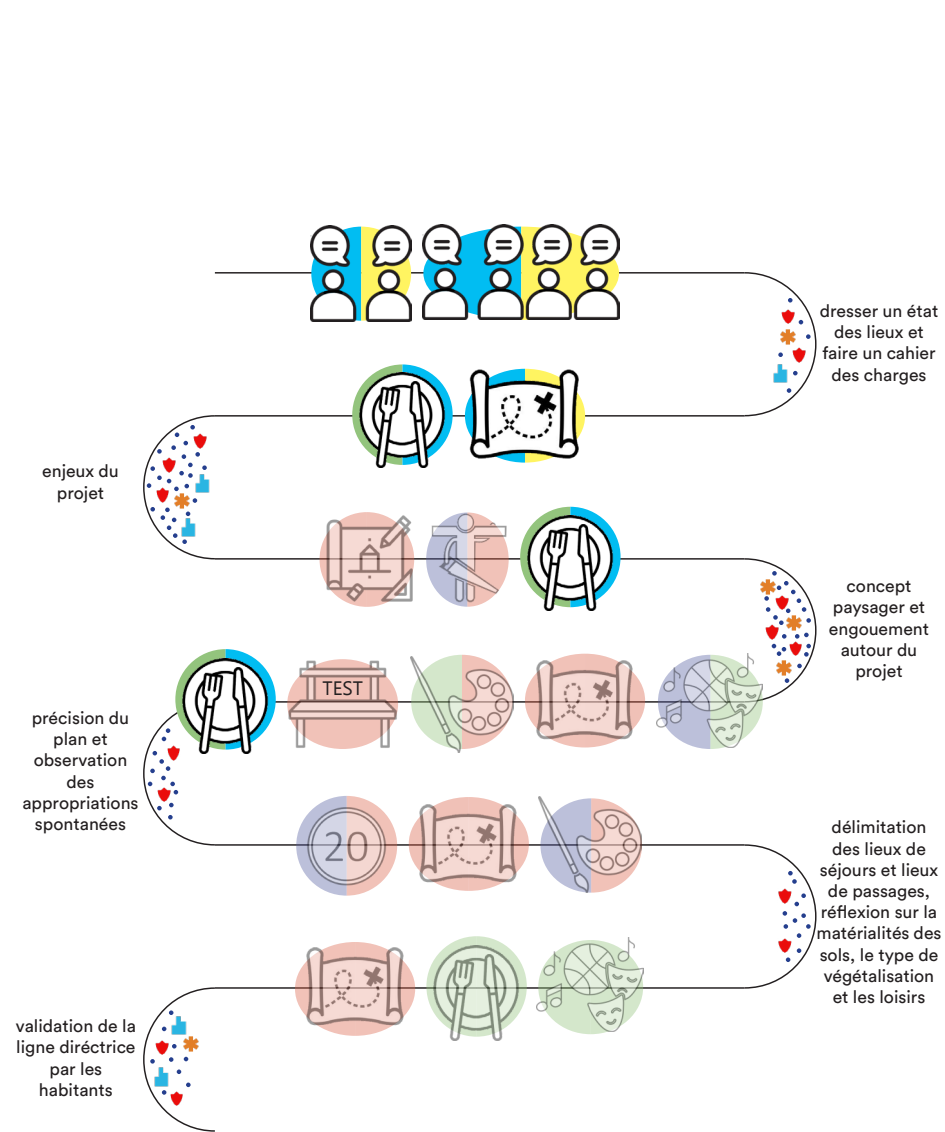 dresser un état
des lieux et
faire un cahier
des charges
enjeux du
projet
concept
paysager et
engouement
autour du
projet
TEST
précision du
plan et
observation
des
appropriations
spontanées
20
délimitation
des lieux de
séjours et lieux
de passages,
réflexion sur la
matérialités des
sols, le type de
végétalisation
et les loisirs
validation de la
ligne diréctrice
par les
habitants